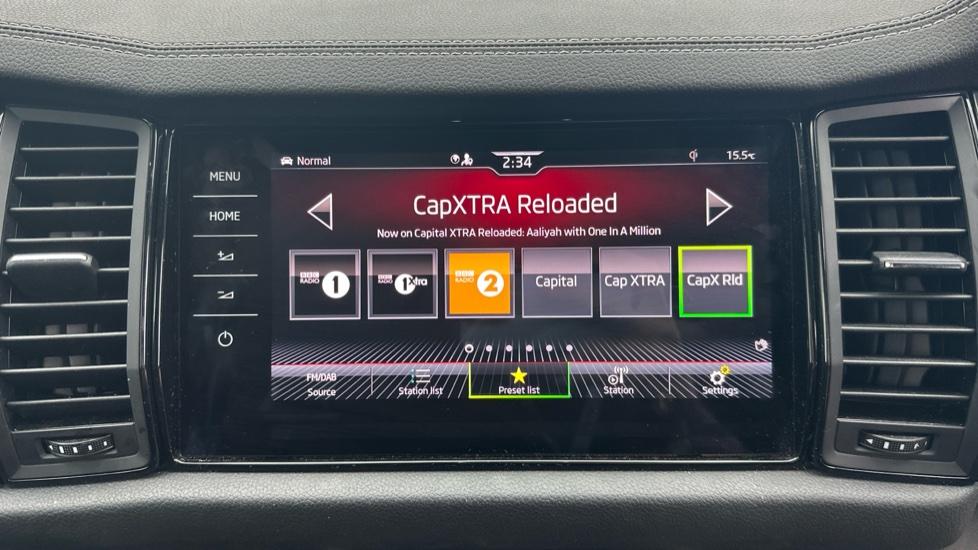 MENU
HOME
Normal
2:34
15.5°C
CapXTRA Reloaded
Now on Capital XTRA Reloaded: Aaliyah with One In A Million
BBC RADIO 1
BBC RADIO 1Xtra
BBC RADIO 2
Capital
Cap XTRA
CapX Rld
FM/DAB
Source
Station list
Preset list
Station
Settings